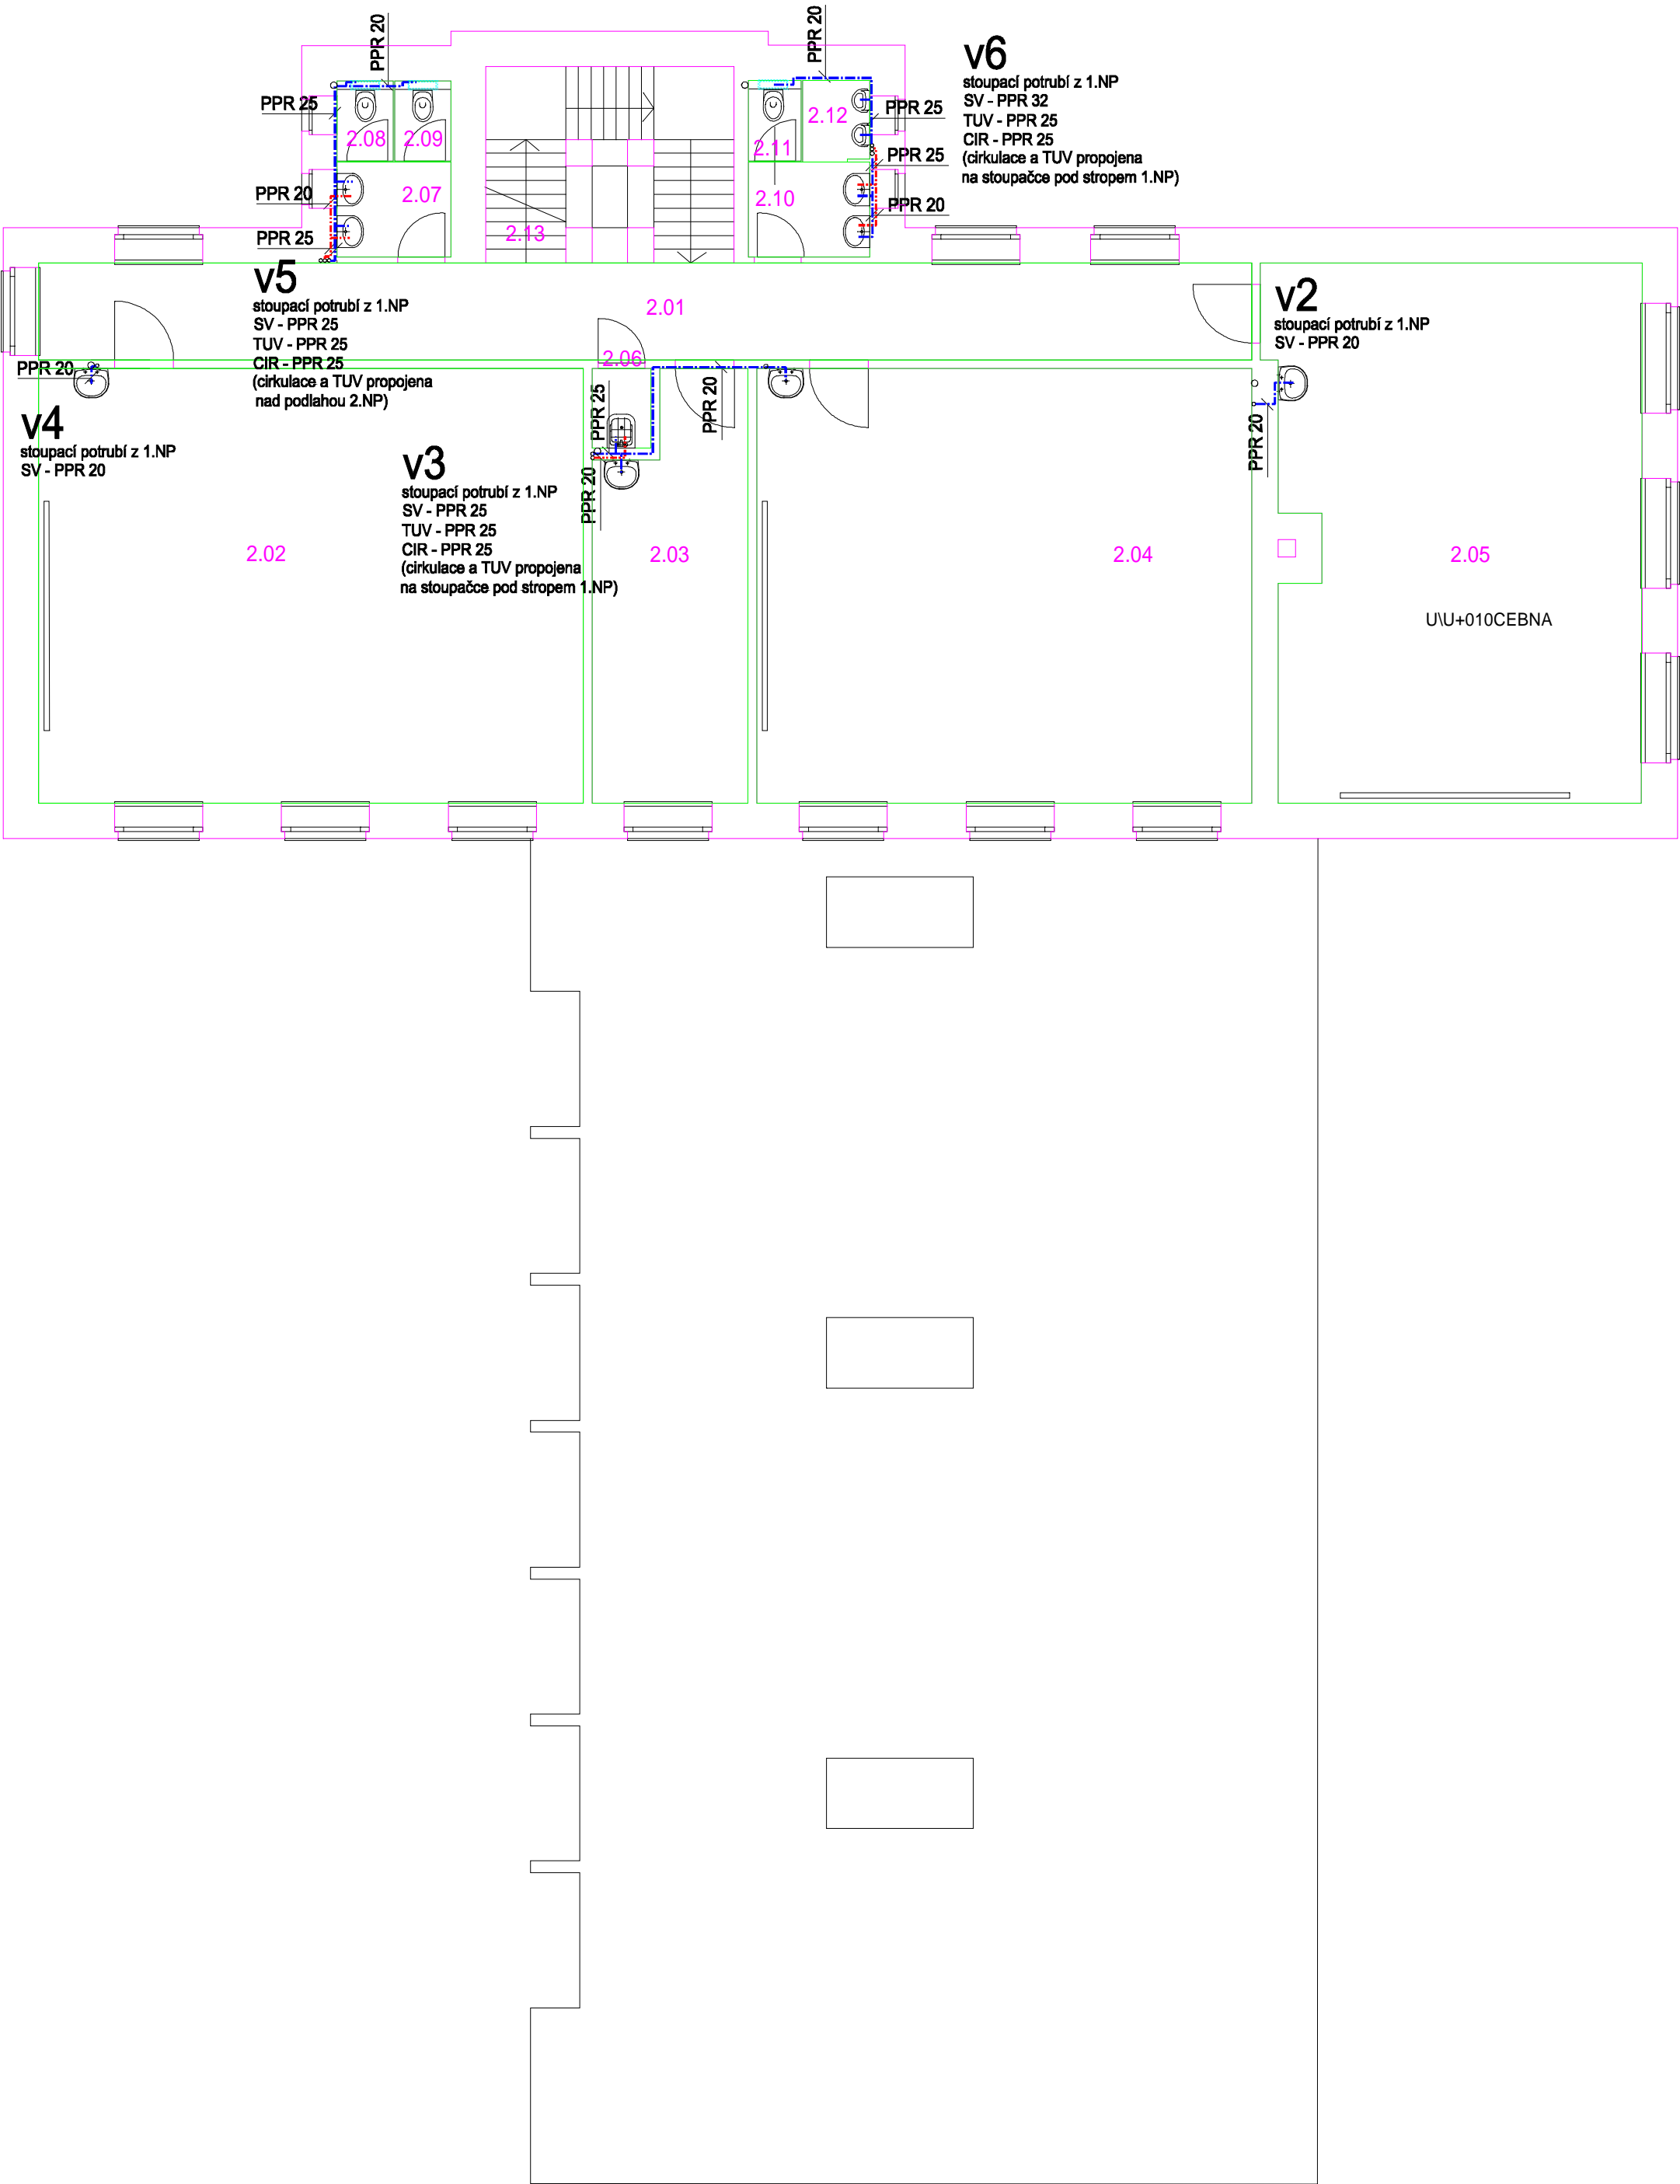 PPR 20
PPR 20
v6
stoupací potrubí z 1.NP
SV - PPR 32
TUV - PPR 25
CIR - PPR 25
(cirkulace a TUV propojena
na stoupačce pod stropem 1.NP)
PPR 25
2.08
2.09
2.11
2.12
PPR 25
PPR 25
PPR 20
2.07
2.10
PPR 20
PPR 25
2.13
v5
stoupací potrubí z 1.NP
SV - PPR 25
TUV - PPR 25
CIR - PPR 25
(cirkulace a TUV propojena
nad podlahou 2.NP)
2.01
v2
stoupací potrubí z 1.NP
SV - PPR 20
2.06
PPR 20
v4
stoupací potrubí z 1.NP
SV - PPR 20
PPR 25
PPR 20
PPR 20
PPR 20
v3
stoupací potrubí z 1.NP
SV - PPR 25
TUV - PPR 25
CIR - PPR 25
(cirkulace a TUV propojena
na stoupačce pod stropem 1.NP)
2.02
2.03
2.04
2.05
U\U+010CEBNA